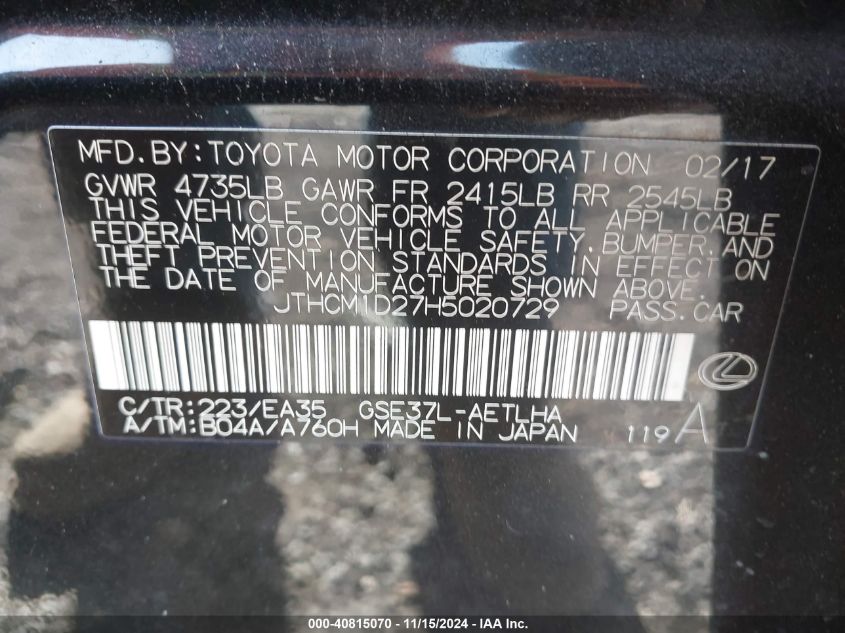 MFD.BY:TOYOTA MOTOR CORPORATION 02/17
GVWR 4735LB GAWR FR 2415LB RR 2545LB
THIS VEHICLE CONFORMS TO ALL APPLICABLE
FEDERAL MOTOR VEHICLE SAFETY,BUMPER,AND
THEFT PREVENTION STANDARDS IN EFFECT ON
THE DATE OF MANUFACTURE SHOWN ABOVE.
JTHCM1D27H5020729 PASS.CAR
C/TR:223/EA35 GSE37L-AETLHA
A/TM:B04A/A760H MADE IN JAPAN 119A
000-40815070 - 11/15/2024 - IAA Inc.